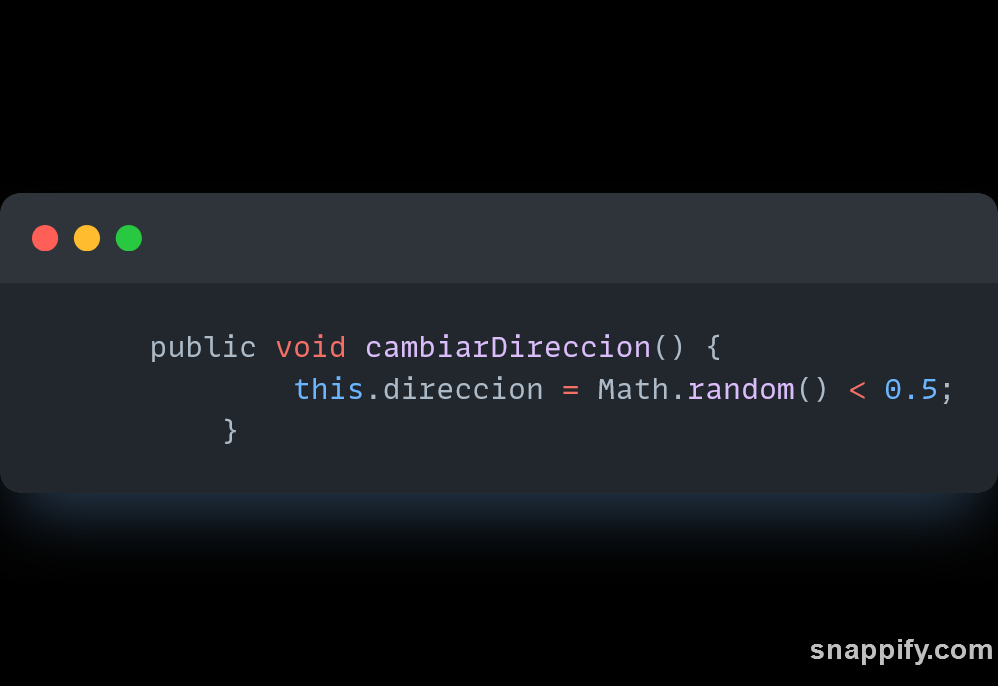 public void cambiarDireccion() {
this.direccion = Math.random() < 0.5;
}
snappify.com